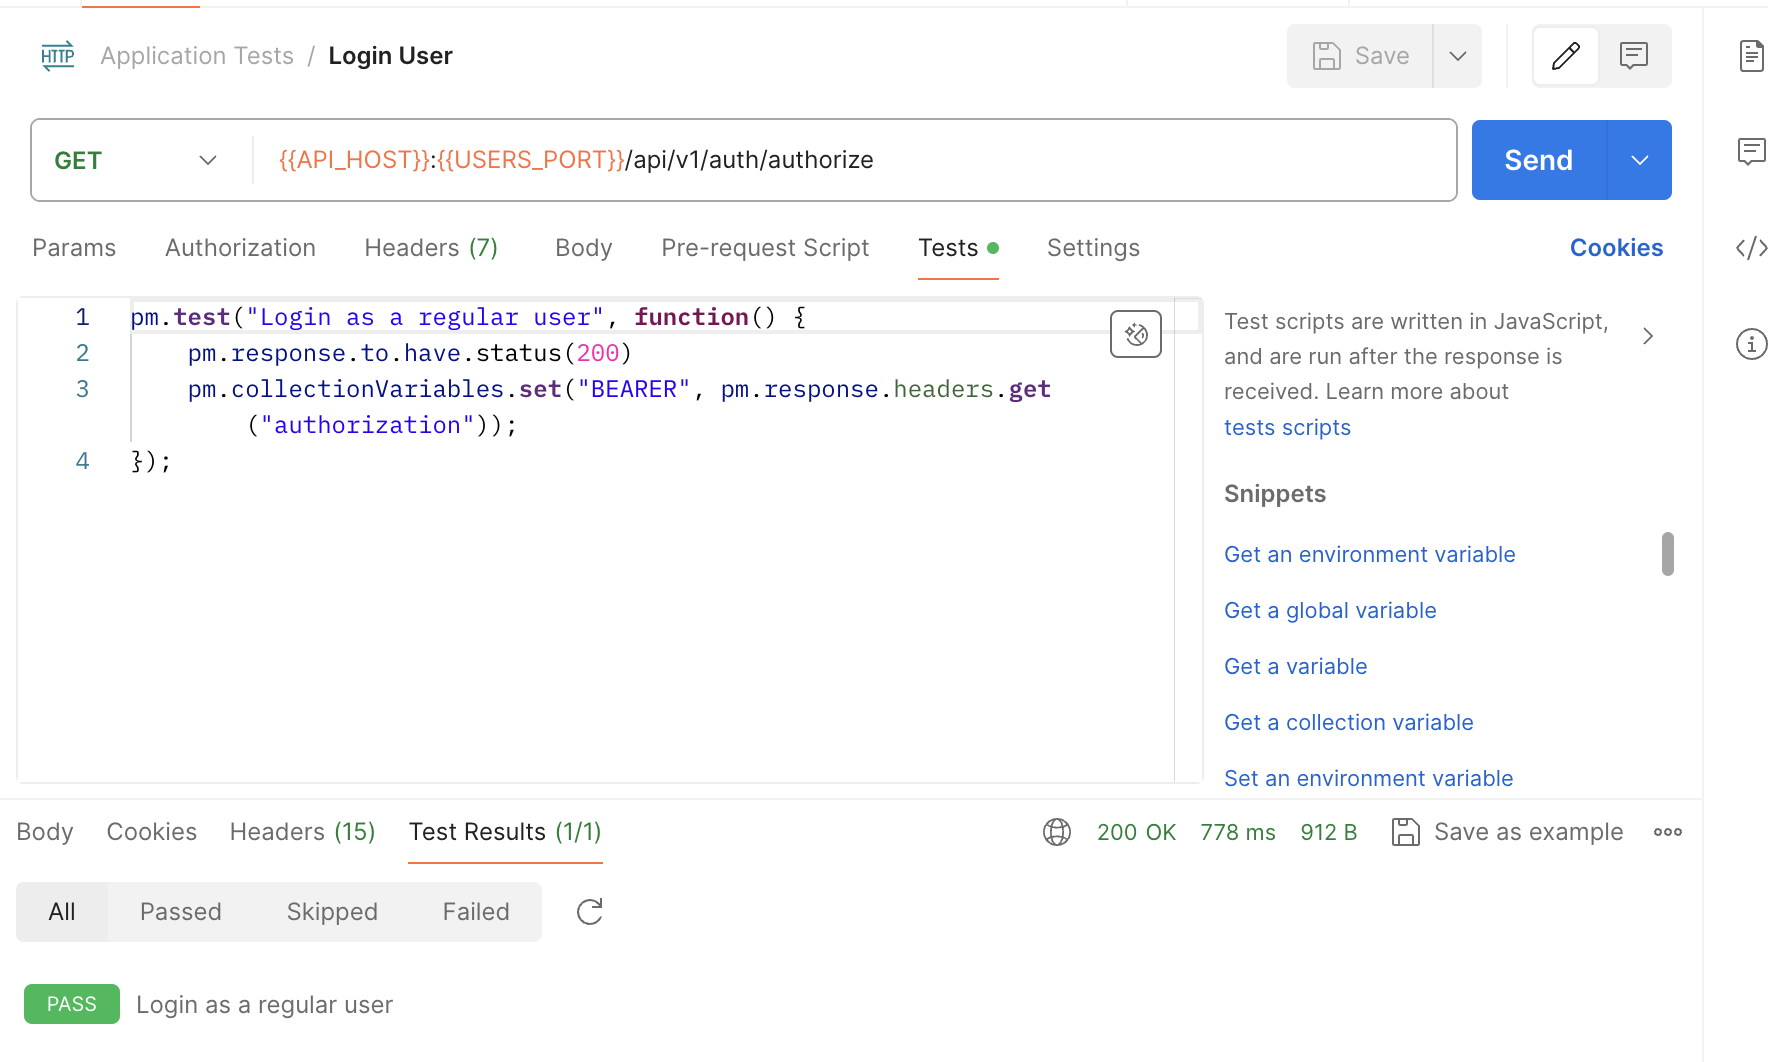 HTTP Application Tests / Login User
Save
GET {{API_HOST}}:{{USERS_PORT}}/api/v1/auth/authorize
Send
Params Authorization Headers (7) Body Pre-request Script Tests Settings Cookies
1 pm.test("Login as a regular user", function() {
2 pm.response.to.have.status(200)
3 pm.collectionVariables.set("BEARER", pm.response.headers.get
("authorization"));
4 });
Test scripts are written in JavaScript,
and are run after the response is
received. Learn more about
tests scripts
Snippets
Get an environment variable
Get a global variable
Get a variable
Get a collection variable
Set an environment variable
Body Cookies Headers (15) Test Results (1/1) 200 OK 778 ms 912 B Save as example
All Passed Skipped Failed
PASS Login as a regular user